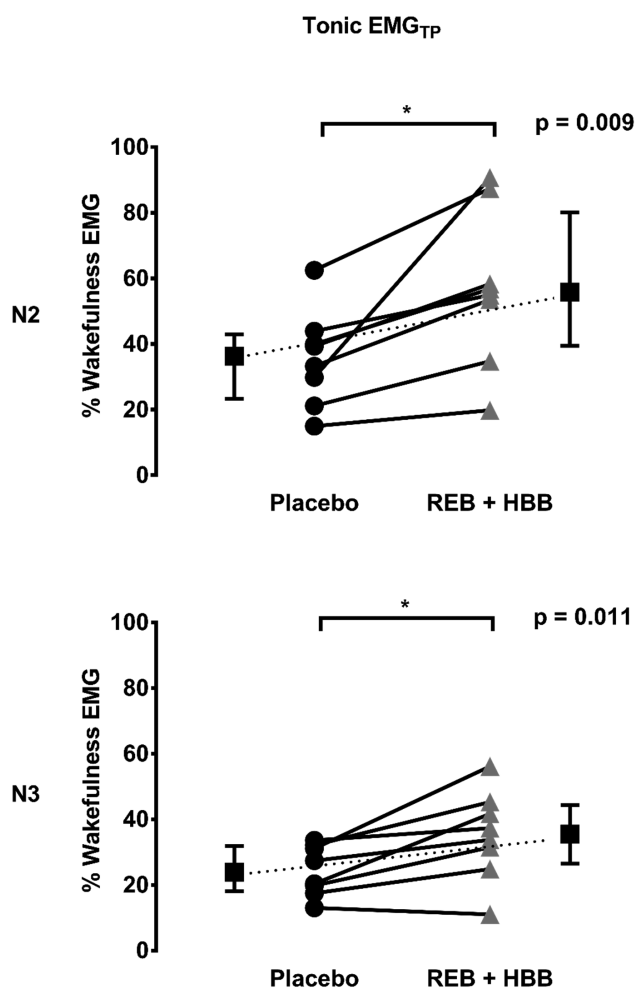 Tonic EMGTP
*
p = 0.009
100
80
60
40
20
0
% Wakefulness EMG
N2
Placebo REB + HBB
*
p = 0.011
100
80
60
40
20
0
% Wakefulness EMG
N3
Placebo REB + HBB